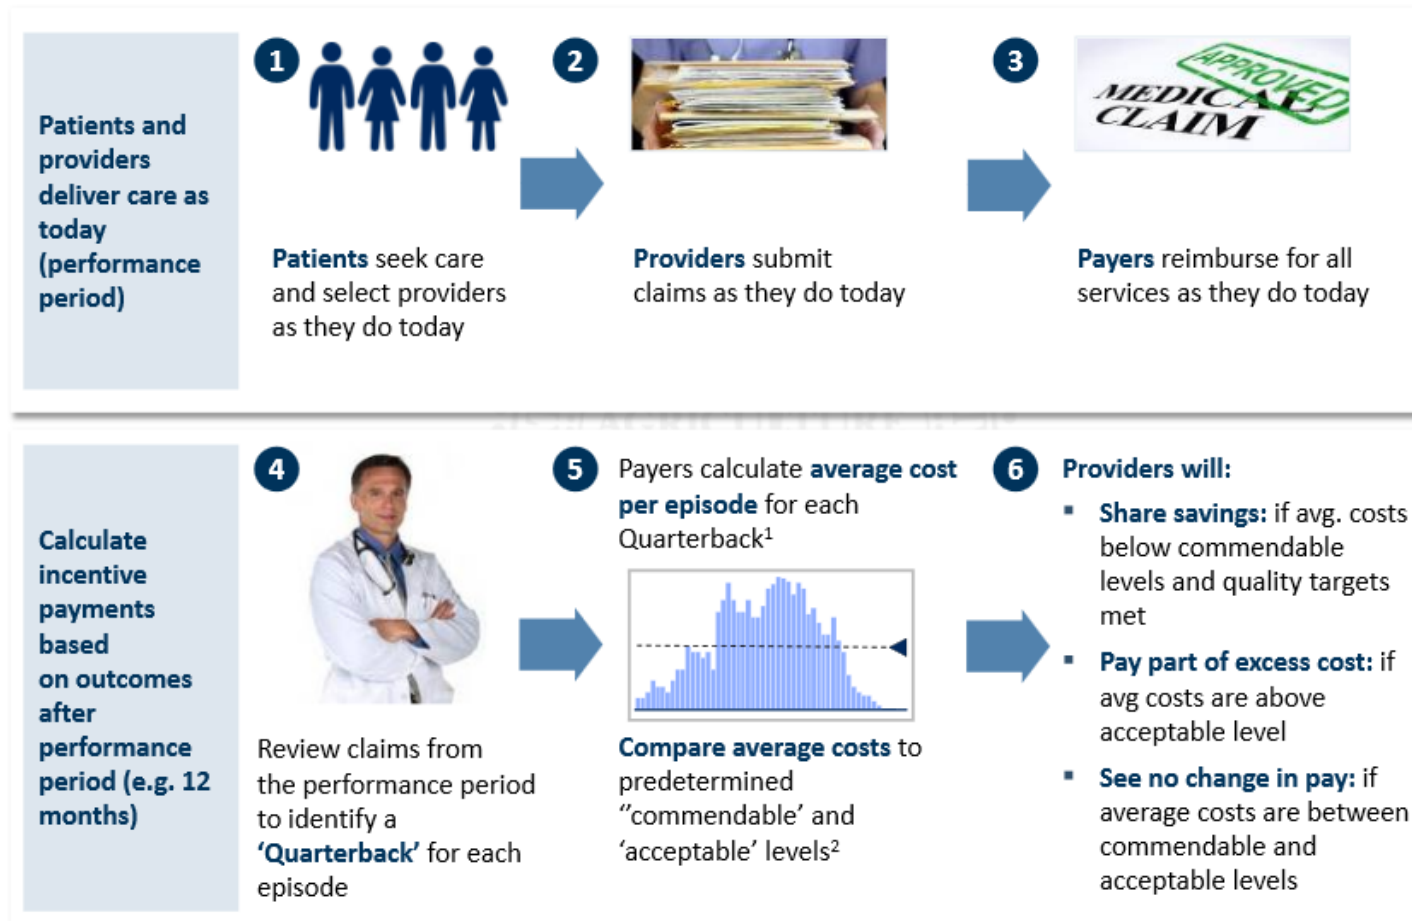 Patients and
providers
deliver care as
today
(performance
period)
1
Patients seek care
and select providers
as they do today
2
Providers submit
claims as they do today
3
APPROVED
MEDICAL
CLAIM
Payers reimburse for all
services as they do today
AGRICULTURE
Calculate
incentive
payments
based
on outcomes
after
performance
period (e.g. 12
months)
4
Review claims from
the performance period
to identify a
‘Quarterback’ for each
episode
5
Payers calculate average cost
per episode for each
Quarterback¹
Compare average costs to
predetermined
‘’commendable’ and
‘acceptable’ levels²
6
Providers will:
▪ Share savings: if avg. costs
below commendable
levels and quality targets
met
▪ Pay part of excess cost: if
avg costs are above
acceptable level
▪ See no change in pay: if
average costs are between
commendable and
acceptable levels